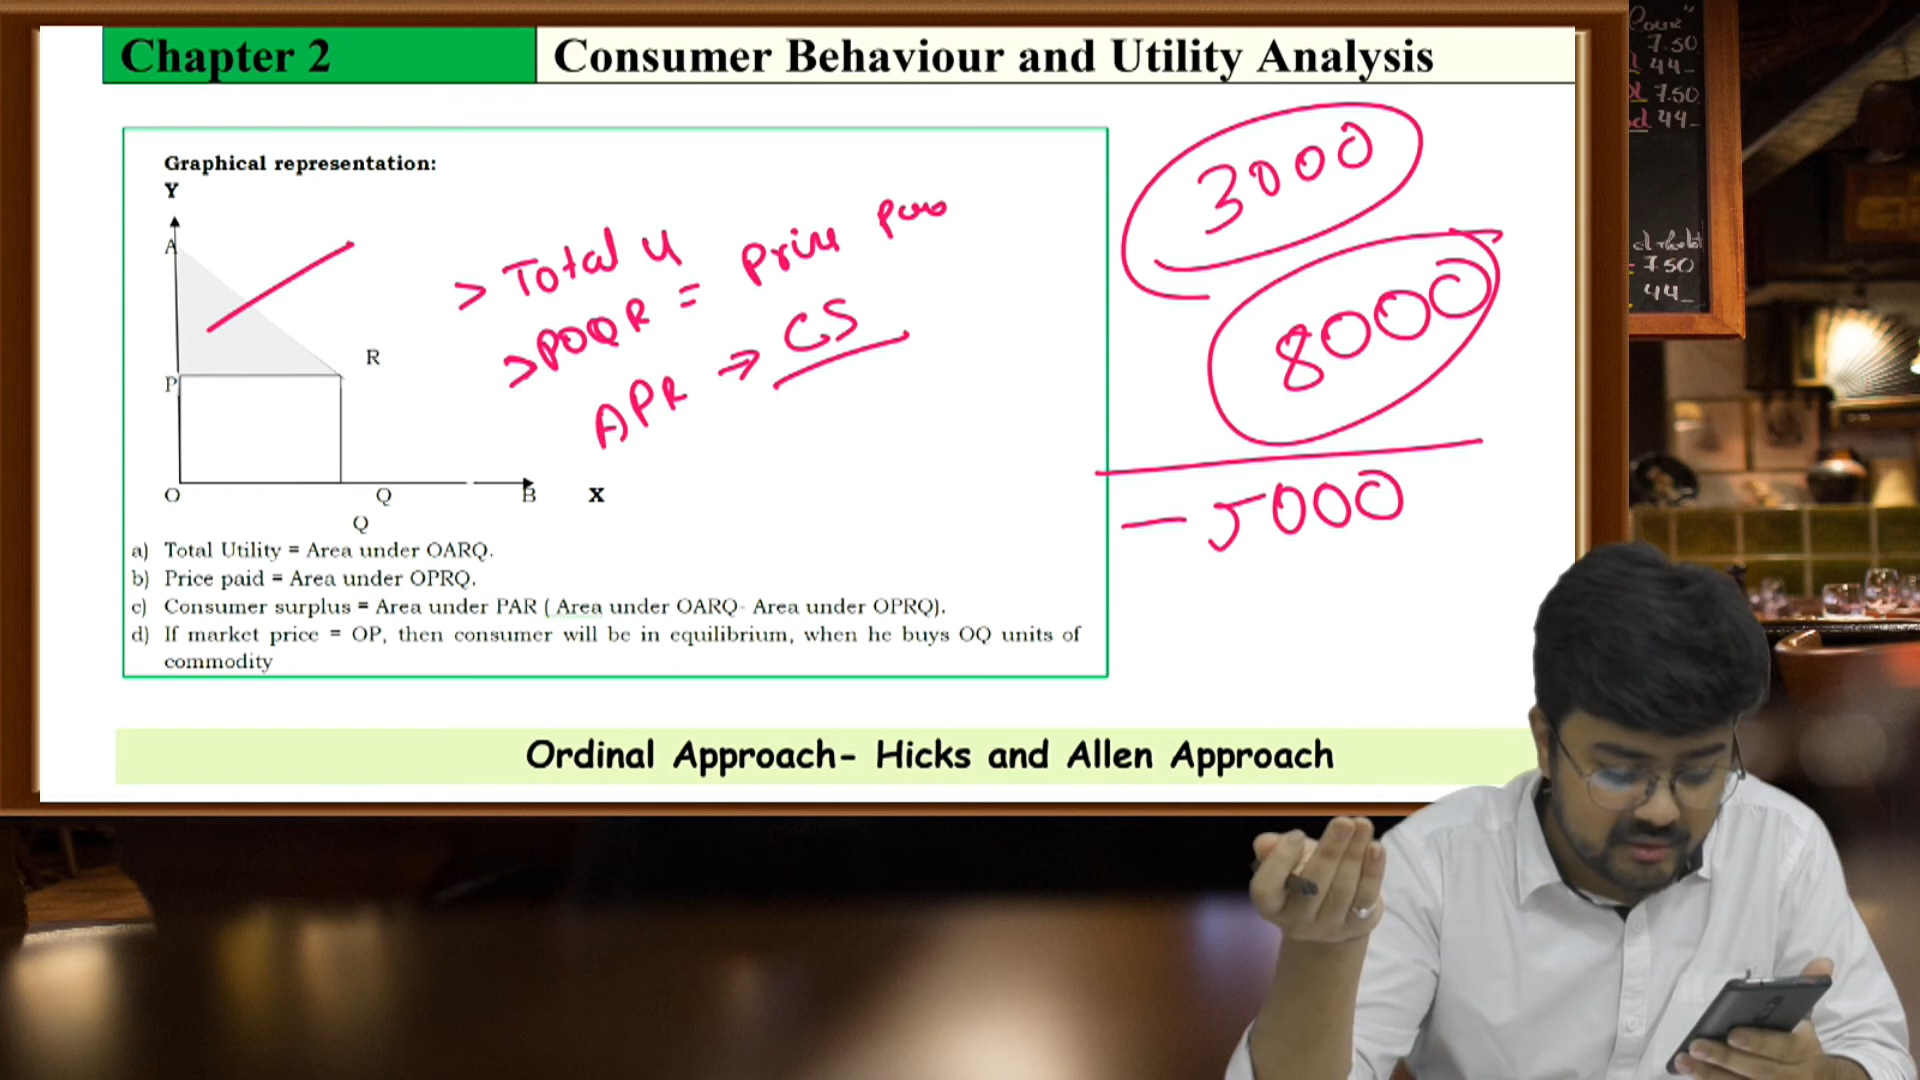 Chapter 2
Consumer Behaviour and Utility Analysis
Graphical representation:
Y
A
R
P
O
Q
B
X
Q
> Total U
> POQR = Price
APR → CS
3000
8000
- 5000
a) Total Utility = Area under OARQ.
b) Price paid = Area under OPRQ.
c) Consumer surplus = Area under PAR ( Area under OARQ- Area under OPRQ).
d) If market price = OP, then consumer will be in equilibrium, when he buys OQ units of
commodity
Ordinal Approach- Hicks and Allen Approach
7.50
44-
7.50
44-
7.50
44-